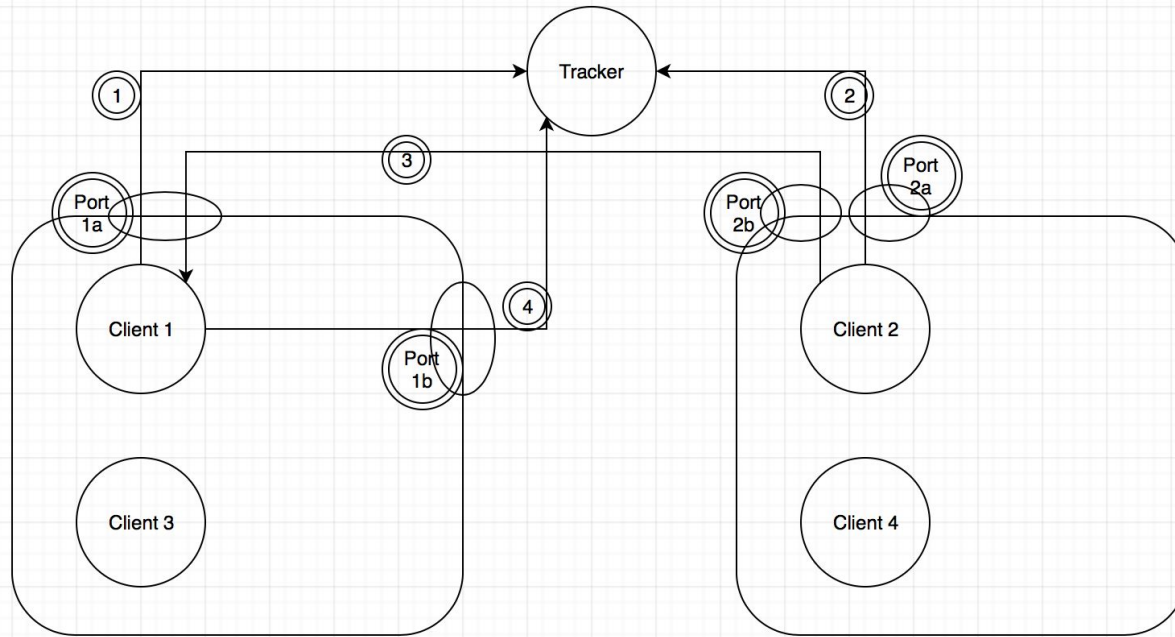 Tracker
1
2
3
Port
1a
Port
2b
Port
2a
4
Client 1
Port
1b
Client 2
Client 3
Client 4